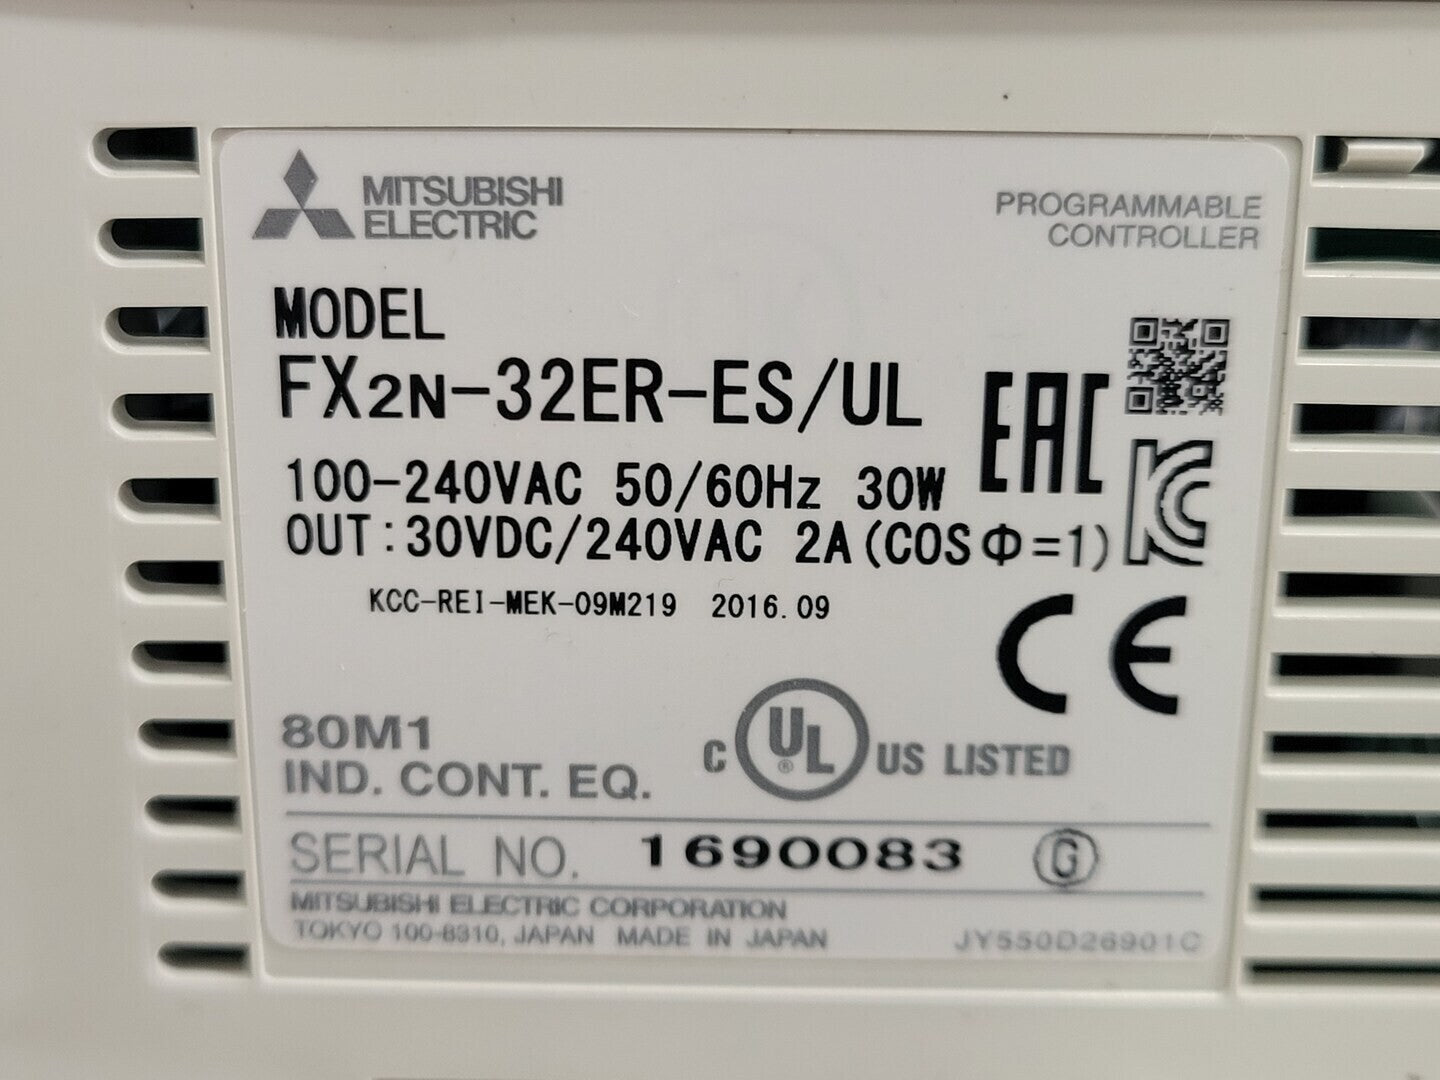 MITSUBISHI
ELECTRIC
PROGRAMMABLE
CONTROLLER
MODEL
FX2N-32ER-ES/UL
EAC
100-240VAC 50/60Hz 30W
OUT:30VDC/240VAC 2A(COSΦ=1)
KCC-REI-MEK-09M219 2016.09
CE
80M1
IND. CONT. EQ.
C UL® US LISTED
SERIAL NO. 1690083 G
MITSUBISHI ELECTRIC CORPORATION
TOKYO 100-8310, JAPAN MADE IN JAPAN
JY550D26901C